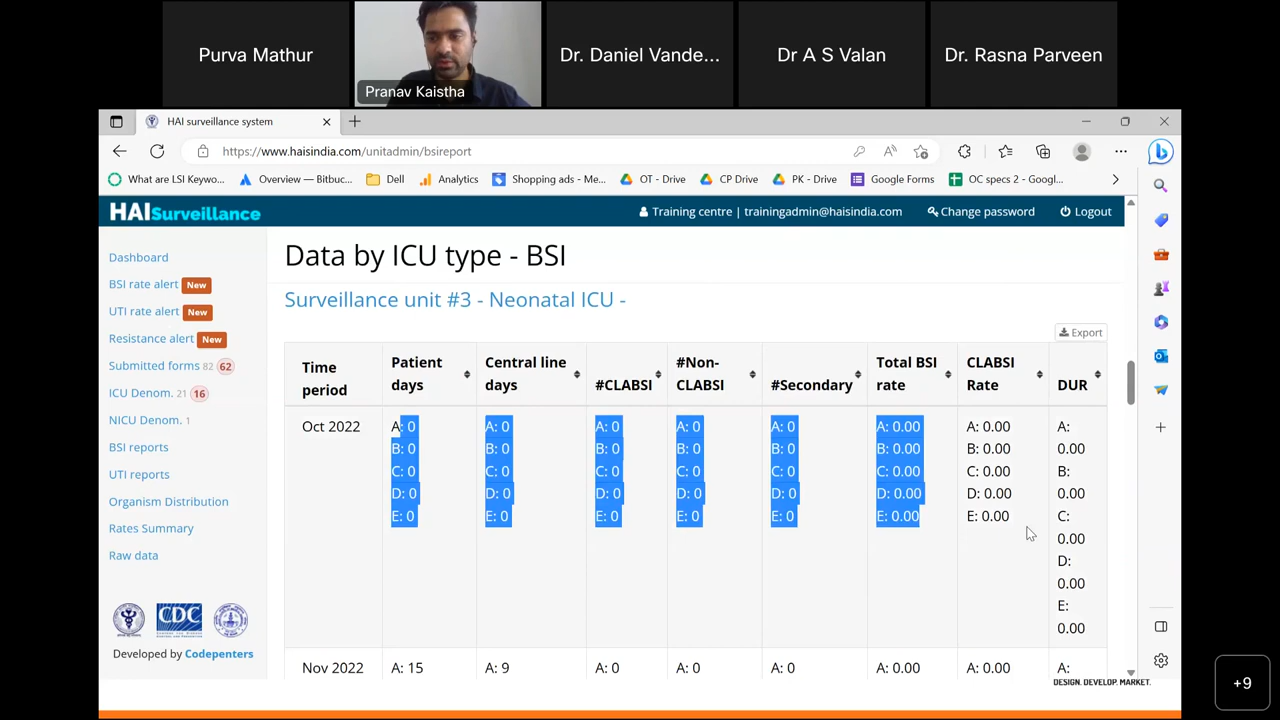 Purva Mathur
Pranav Kaistha
Dr. Daniel Vande...
Dr A S Valan
Dr. Rasna Parveen
HAI surveillance system
https://www.haisindia.com/unitadmin/bsireport
What are LSI Keywo...
Overview — Bitbuc...
Dell
Analytics
Shopping ads - Me...
OT - Drive
CP Drive
PK - Drive
Google Forms
OC specs 2 - Googl...
HAISurveillance
Training centre | trainingadmin@haisindia.com
Change password
Logout
Dashboard
BSI rate alert New
UTI rate alert New
Resistance alert New
Submitted forms 82 62
ICU Denom. 21 16
NICU Denom. 1
BSI reports
UTI reports
Organism Distribution
Rates Summary
Raw data
CDC
Developed by Codepenters
Data by ICU type - BSI
Surveillance unit #3 - Neonatal ICU -
Export
Time period
Patient days
Central line days
#CLABSI
#Non-CLABSI
#Secondary
Total BSI rate
CLABSI Rate
DUR
Oct 2022
A: 0
B: 0
C: 0
D: 0
E: 0
A: 0
B: 0
C: 0
D: 0
E: 0
A: 0
B: 0
C: 0
D: 0
E: 0
A: 0
B: 0
C: 0
D: 0
E: 0
A: 0
B: 0
C: 0
D: 0
E: 0
A: 0.00
B: 0.00
C: 0.00
D: 0.00
E: 0.00
A: 0.00
B: 0.00
C: 0.00
D: 0.00
E: 0.00
A:
0.00
B:
0.00
C:
0.00
D:
0.00
E:
0.00
Nov 2022
A: 15
A: 9
A: 0
A: 0
A: 0
A: 0.00
A: 0.00
A:
DESIGN. DEVELOP. MARKET.
+9